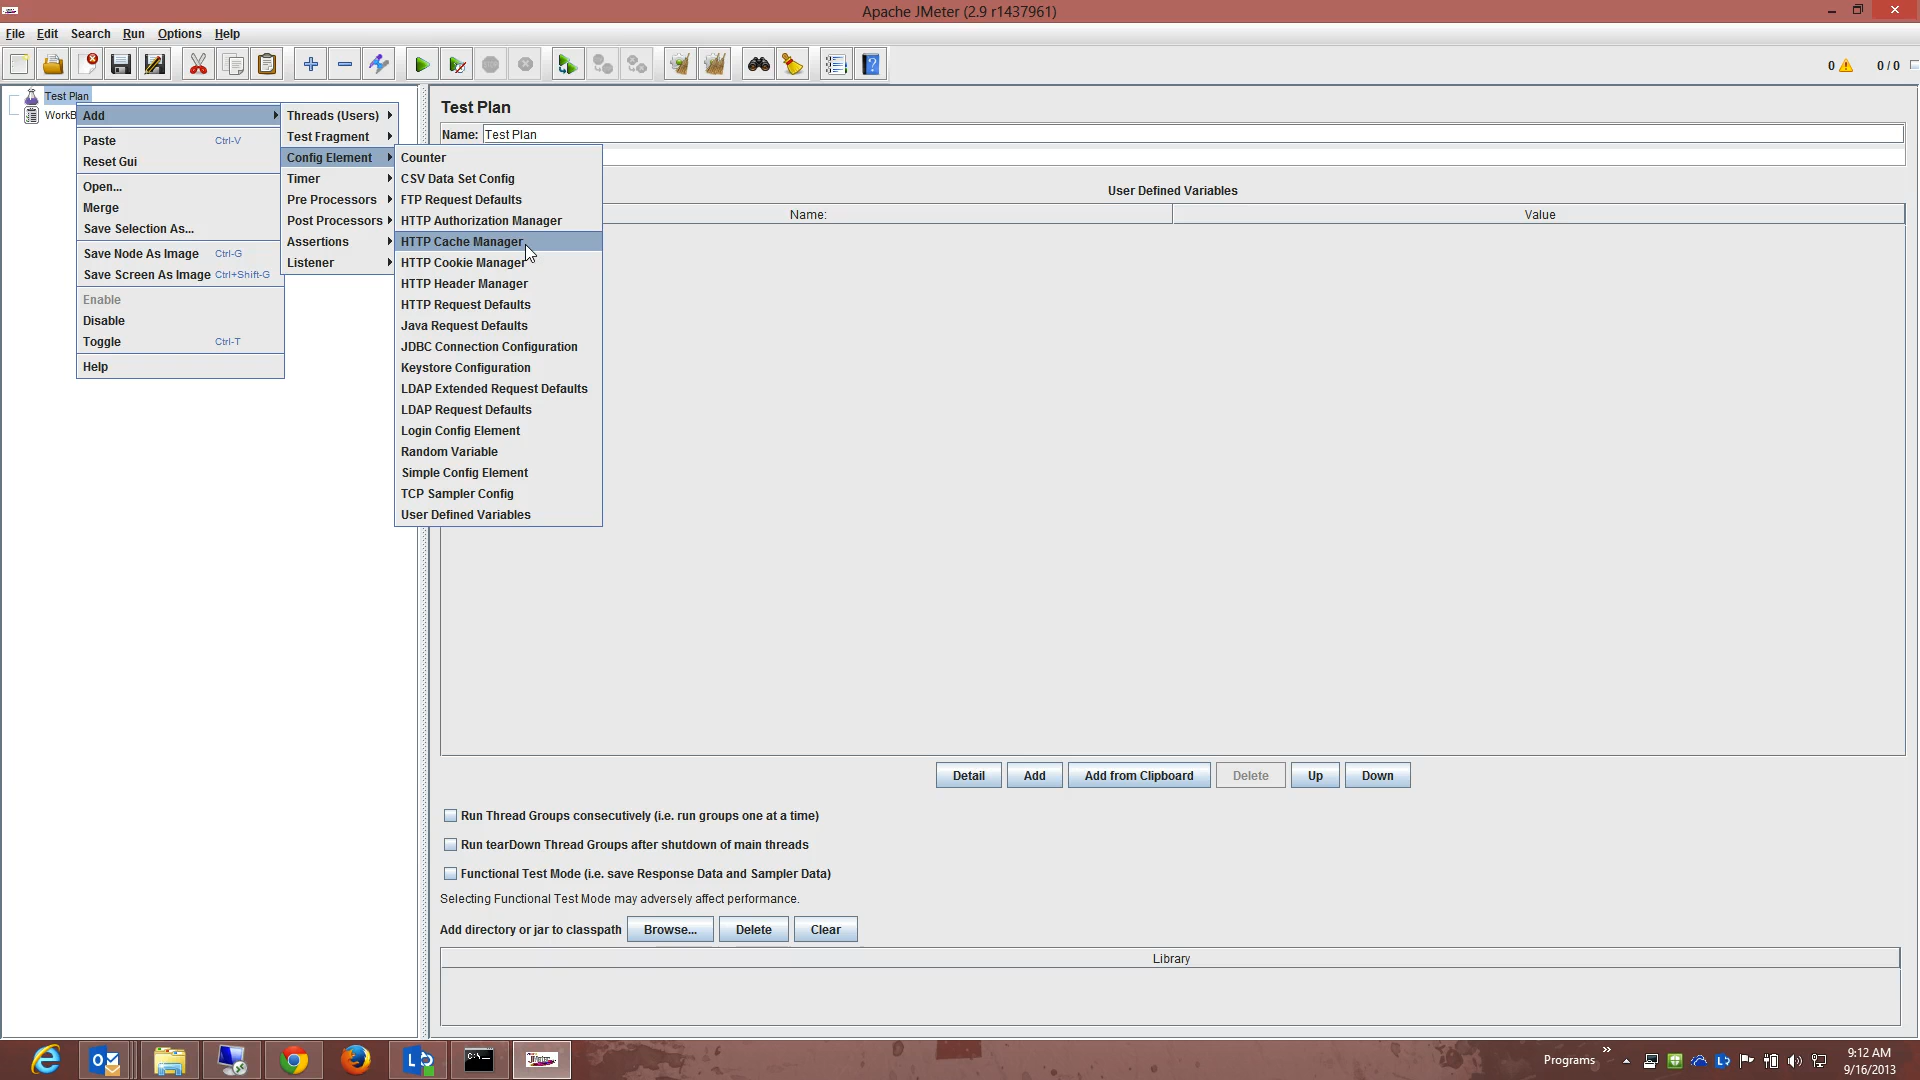 Apache JMeter (2.9 r1437961)
File Edit Search Run Options Help
0 0 / 0
Test Plan
WorkB
Add
Paste Ctrl-V
Reset Gui
Open...
Merge
Save Selection As...
Save Node As Image Ctrl-G
Save Screen As Image Ctrl+Shift-G
Enable
Disable
Toggle Ctrl-T
Help
Threads (Users)
Test Fragment
Config Element
Timer
Pre Processors
Post Processors
Assertions
Listener
Counter
CSV Data Set Config
FTP Request Defaults
HTTP Authorization Manager
HTTP Cache Manager
HTTP Cookie Manager
HTTP Header Manager
HTTP Request Defaults
Java Request Defaults
JDBC Connection Configuration
Keystore Configuration
LDAP Extended Request Defaults
LDAP Request Defaults
Login Config Element
Random Variable
Simple Config Element
TCP Sampler Config
User Defined Variables
Test Plan
Name: Test Plan
User Defined Variables
Name: Value
Detail Add Add from Clipboard Delete Up Down
Run Thread Groups consecutively (i.e. run groups one at a time)
Run tearDown Thread Groups after shutdown of main threads
Functional Test Mode (i.e. save Response Data and Sampler Data)
Selecting Functional Test Mode may adversely affect performance.
Add directory or jar to classpath Browse... Delete Clear
Library
Programs
9:12 AM
9/16/2013